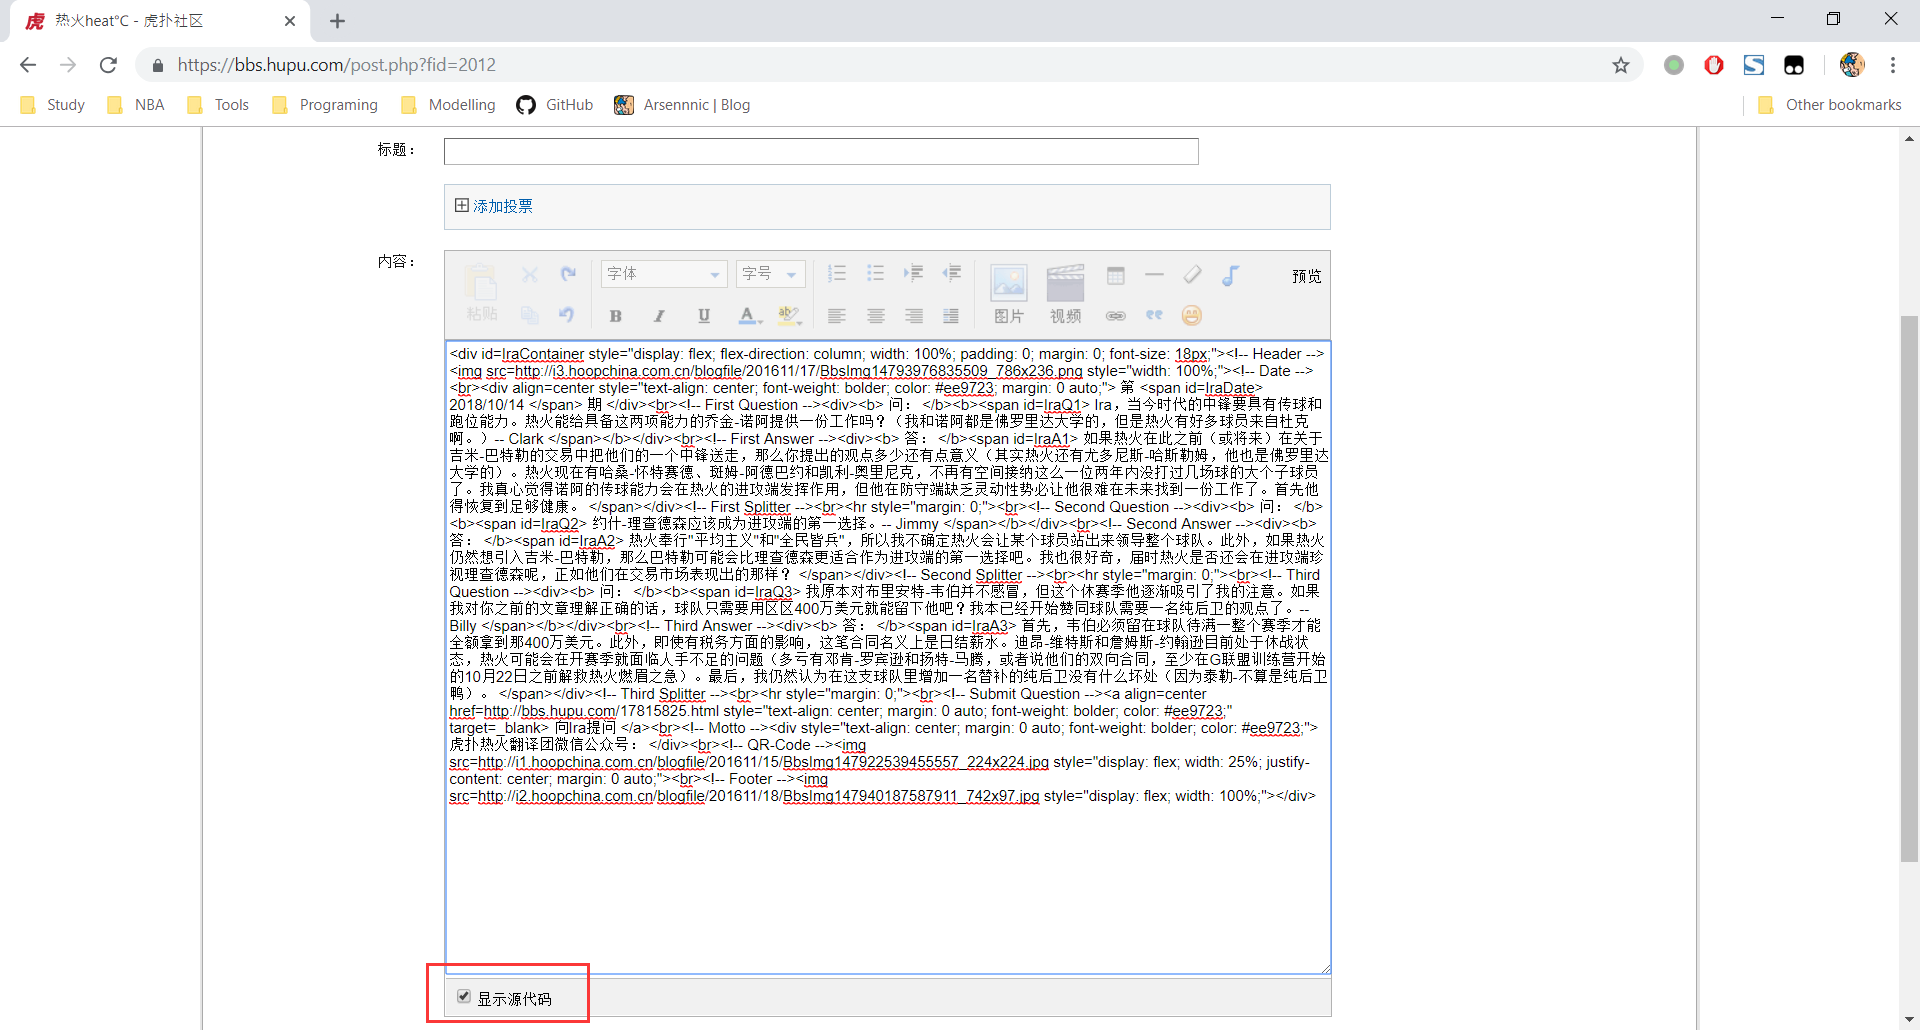 热火heat°C - 虎扑社区
https://bbs.hupu.com/post.php?fid=2012
Study NBA Tools Programing Modelling GitHub Arsennnic | Blog Other bookmarks
标题：
添加投票
内容：
粘贴 字体 字号 图片 视频 预览
<div id=IraContainer style="display: flex; flex-direction: column; width: 100%; padding: 0; margin: 0; font-size: 18px;"><!-- Header -->
<img src=http://i3.hoopchina.com.cn/blogfile/201611/17/BbsImg14793976835509_786x236.png style="width: 100%;"><!-- Date -->
<br><div align=center style="text-align: center; font-weight: bolder; color: #ee9723; margin: 0 auto;"> 第 <span id=IraDate>
2018/10/14 </span> 期 </div><br><!-- First Question --><div><b> 问： </b><b><span id=IraQ1> Ira，当今时代的中锋要具有传球和
跑位能力。热火能给具备这两项能力的乔金-诺阿提供一份工作吗？（我和诺阿都是佛罗里达大学的，但是热火有好多球员来自杜克
啊。）-- Clark </span></b></div><br><!-- First Answer --><div><b> 答： </b><span id=IraA1> 如果热火在此之前（或将来）在关于
吉米-巴特勒的交易中把他们的一个中锋送走，那么你提出的观点多少还有点意义（其实热火还有尤多尼斯-哈斯勒姆，他也是佛罗里达
大学的）。热火现在有哈桑-怀特赛德、斑姆-阿德巴约和凯利-奥里尼克，不再有空间接纳这么一位两年内没打过几场球的大个子球员
了。我真心觉得诺阿的传球能力会在热火的进攻端发挥作用，但他在防守端缺乏灵动性势必让他很难在未来找到一份工作了。首先他
得恢复到足够健康。 </span></div><!-- First Splitter --><br><hr style="margin: 0;"><br><!-- Second Question --><div><b> 问： </b>
<b><span id=IraQ2> 约什-理查德森应该成为进攻端的第一选择。-- Jimmy </span></b></div><br><!-- Second Answer --><div><b>
答： </b><span id=IraA2> 热火奉行"平均主义"和"全民皆兵"，所以我不确定热火会让某个球员站出来领导整个球队。此外，如果热火
仍然想引入吉米-巴特勒，那么巴特勒可能会比理查德森更适合作为进攻端的第一选择吧。我也很好奇，届时热火是否还会在进攻端珍
视理查德森呢，正如他们在交易市场表现出的那样？ </span></div><!-- Second Splitter --><br><hr style="margin: 0;"><br><!-- Third
Question --><div><b> 问： </b><b><span id=IraQ3> 我原本对布里安特-韦伯并不感冒，但这个休赛季他逐渐吸引了我的注意。如果
我对你之前的文章理解正确的话，球队只需要用区区400万美元就能留下他吧？我本已经开始赞同球队需要一名纯后卫的观点了。--
Billy </span></b></div><br><!-- Third Answer --><div><b> 答： </b><span id=IraA3> 首先，韦伯必须留在球队待满一整个赛季才能
全额拿到那400万美元。此外，即使有税务方面的影响，这笔合同名义上是日结薪水。迪昂-维特斯和詹姆斯-约翰逊目前处于休战状
态，热火可能会在开赛季就面临人手不足的问题（多亏有邓肯-罗宾逊和扬特-马腾，或者说他们的双向合同，至少在G联盟训练营开始
的10月22日之前解救热火燃眉之急）。最后，我仍然认为在这支球队里增加一名替补的纯后卫没有什么坏处（因为泰勒-不算是纯后卫
鸭）。 </span></div><!-- Third Splitter --><br><hr style="margin: 0;"><br><!-- Submit Question --><a align=center
href=http://bbs.hupu.com/17815825.html style="text-align: center; margin: 0 auto; font-weight: bolder; color: #ee9723;"
target=_blank> 向Ira提问 </a><br><!-- Motto --><div style="text-align: center; margin: 0 auto; font-weight: bolder; color: #ee9723;">
虎扑热火翻译团微信公众号： </div><br><!-- QR-Code --><img
src=http://i1.hoopchina.com.cn/blogfile/201611/15/BbsImg147922539455557_224x224.jpg style="display: flex; width: 25%; justify-
content: center; margin: 0 auto;"><br><!-- Footer --><img
src=http://i2.hoopchina.com.cn/blogfile/201611/18/BbsImg147940187587911_742x97.jpg style="display: flex; width: 100%;"></div>
显示源代码